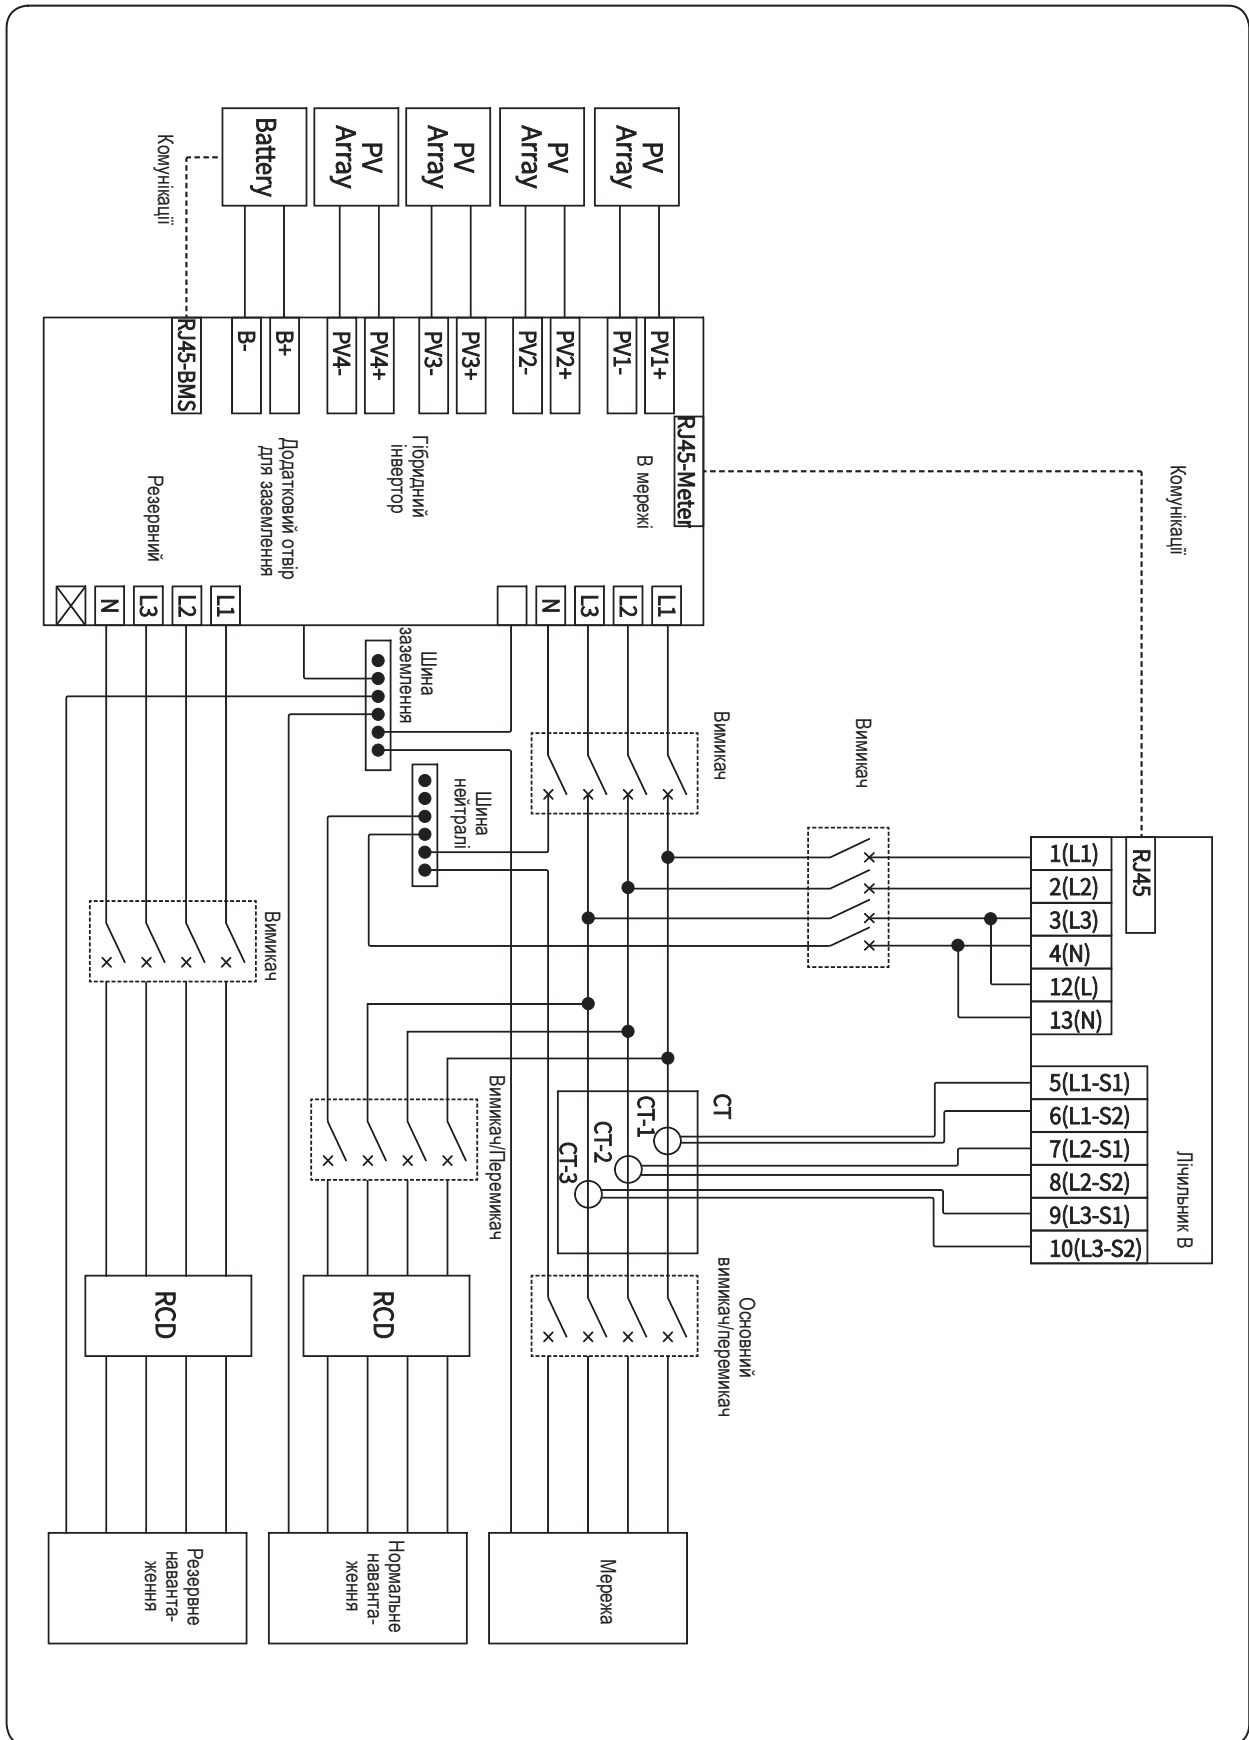 PV
Array
PV1+
PV1-
PV
Array
PV2+
PV2-
PV
Array
PV3+
PV3-
PV
Array
PV4+
PV4-
Battery
B+
B-
RJ45-BMS
Комунікації
RJ45-Meter
Комунікації
В мережі
Гібридний
інвертор
Додатковий отвір
для заземлення
Резервний
L1
L2
L3
N
L1
L2
L3
N
Шина
заземлення
Шина
нейтралі
Вимикач
Вимикач
Вимикач
RJ45
1(L1)
2(L2)
3(L3)
4(N)
12(L)
13(N)
5(L1-S1)
6(L1-S2)
7(L2-S1)
8(L2-S2)
9(L3-S1)
10(L3-S2)
Лічильник В
CT
CT-1
CT-2
CT-3
Вимикач/Перемикач
Основний
вимикач/перемикач
RCD
RCD
Мережа
Нормальне
наванта-
ження
Резервне
наванта-
ження